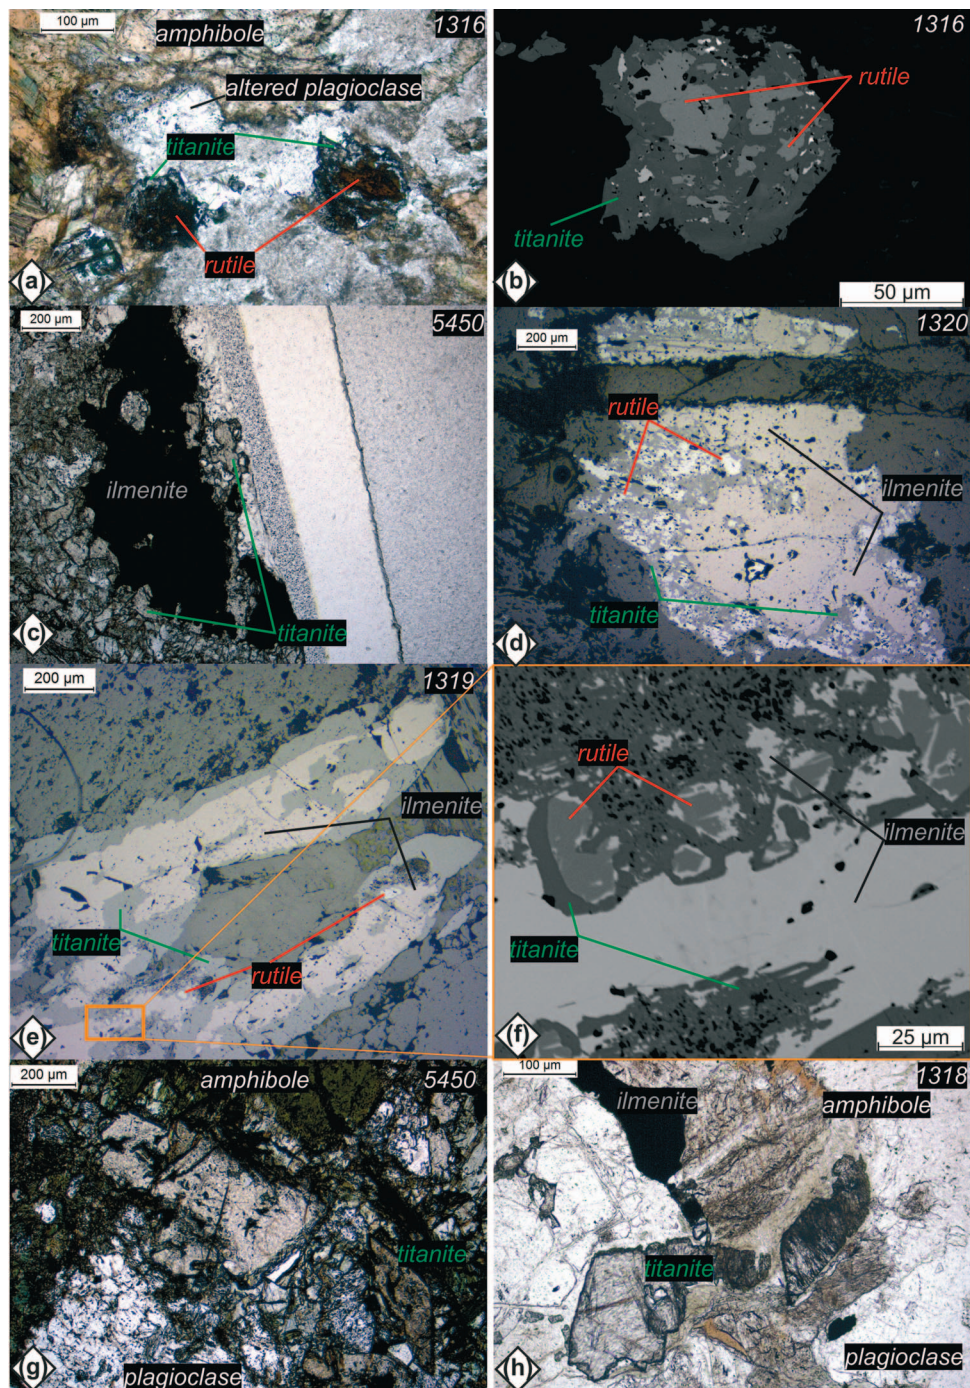 100 µm
amphibole
1316
altered plagioclase
titanite
rutile
(a)
1316
rutile
titanite
(b)
50 µm
200 µm
5450
ilmenite
titanite
(c)
200 µm
1320
rutile
ilmenite
titanite
(d)
200 µm
1319
ilmenite
titanite
rutile
(e)
rutile
ilmenite
titanite
(f)
25 µm
200 µm
amphibole
5450
titanite
(g)
plagioclase
100 µm
1318
ilmenite
amphibole
titanite
(h)
plagioclase